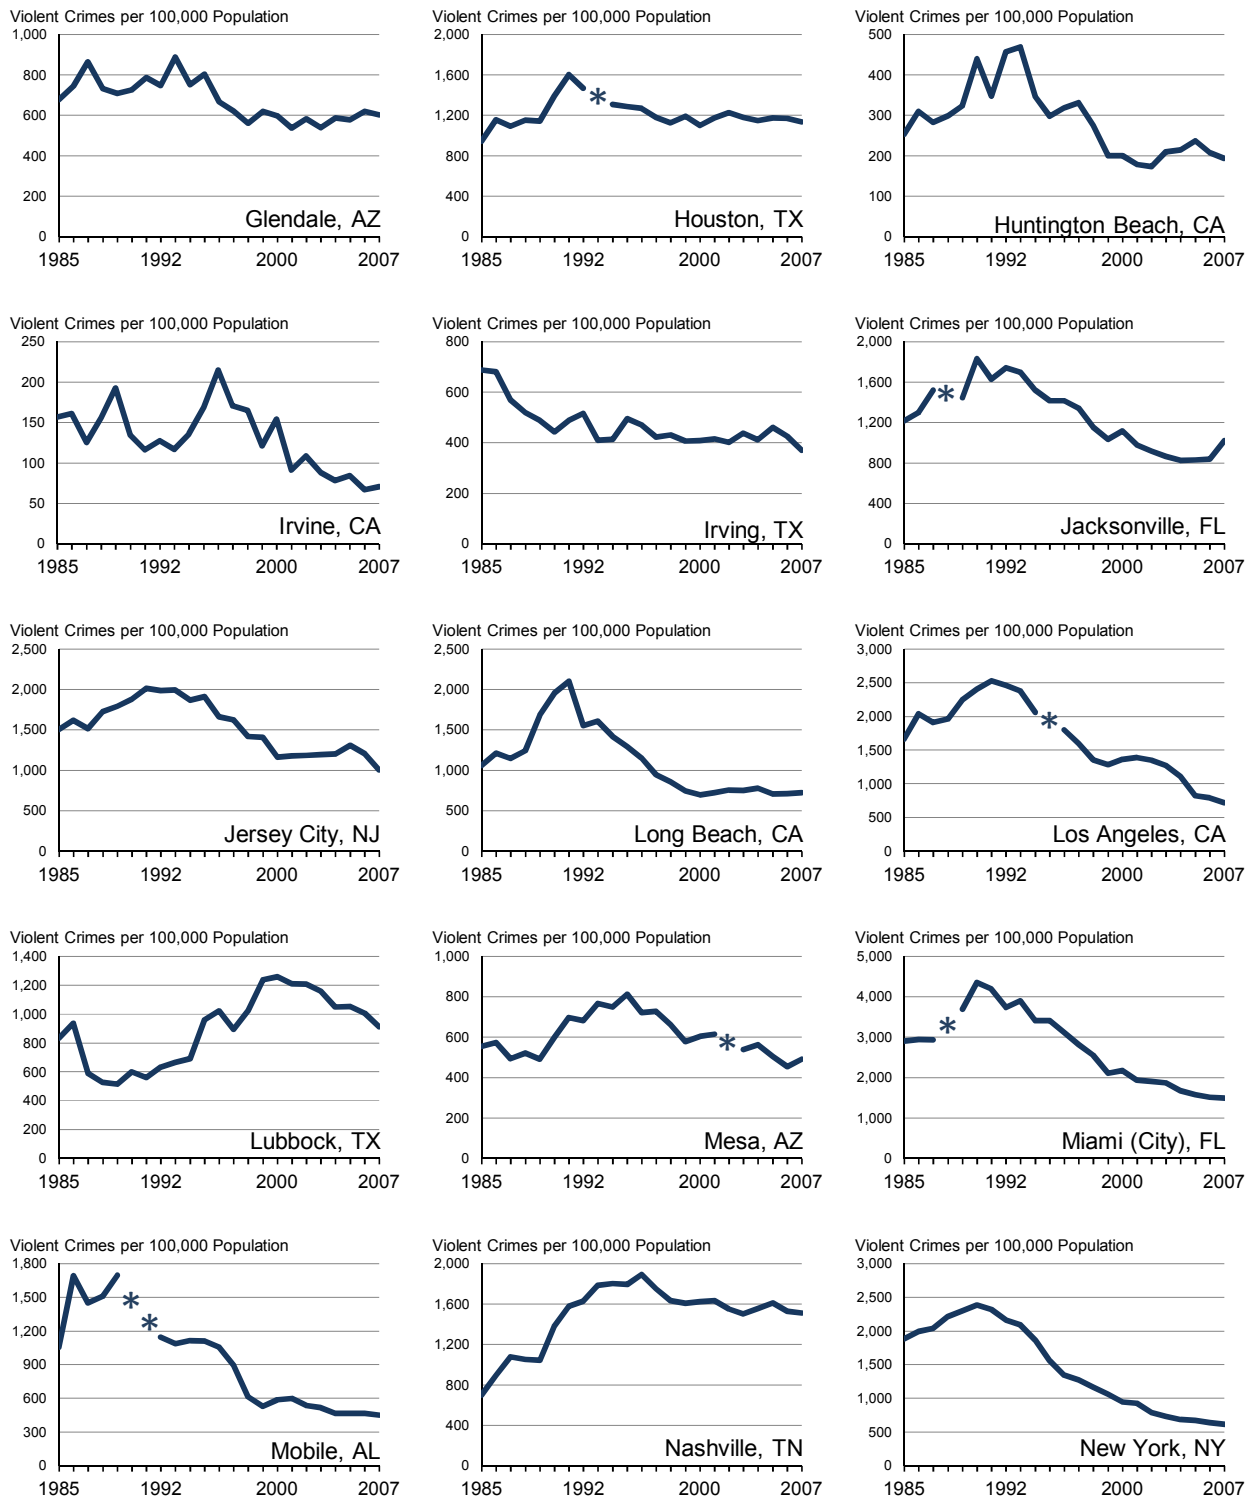 Violent Crimes per 100,000 Population
1,000
800
600
400
200
0
Glendale, AZ
1985 1992 2000 2007
Violent Crimes per 100,000 Population
2,000
1,600
1,200
800
400
0
*
Houston, TX
1985 1992 2000 2007
Violent Crimes per 100,000 Population
500
400
300
200
100
0
Huntington Beach, CA
1985 1992 2000 2007
Violent Crimes per 100,000 Population
250
200
150
100
50
0
Irvine, CA
1985 1992 2000 2007
Violent Crimes per 100,000 Population
800
600
400
200
0
Irving, TX
1985 1992 2000 2007
Violent Crimes per 100,000 Population
2,000
1,600
1,200
800
400
0
*
Jacksonville, FL
1985 1992 2000 2007
Violent Crimes per 100,000 Population
2,500
2,000
1,500
1,000
500
0
Jersey City, NJ
1985 1992 2000 2007
Violent Crimes per 100,000 Population
2,500
2,000
1,500
1,000
500
0
Long Beach, CA
1985 1992 2000 2007
Violent Crimes per 100,000 Population
3,000
2,500
2,000
1,500
1,000
500
0
*
Los Angeles, CA
1985 1992 2000 2007
Violent Crimes per 100,000 Population
1,400
1,200
1,000
800
600
400
200
0
Lubbock, TX
1985 1992 2000 2007
Violent Crimes per 100,000 Population
1,000
800
600
400
200
0
*
Mesa, AZ
1985 1992 2000 2007
Violent Crimes per 100,000 Population
5,000
4,000
3,000
2,000
1,000
0
*
Miami (City), FL
1985 1992 2000 2007
Violent Crimes per 100,000 Population
1,800
1,500
1,200
900
600
300
0
*
*
Mobile, AL
1985 1992 2000 2007
Violent Crimes per 100,000 Population
2,000
1,600
1,200
800
400
0
Nashville, TN
1985 1992 2000 2007
Violent Crimes per 100,000 Population
3,000
2,500
2,000
1,500
1,000
500
0
New York, NY
1985 1992 2000 2007